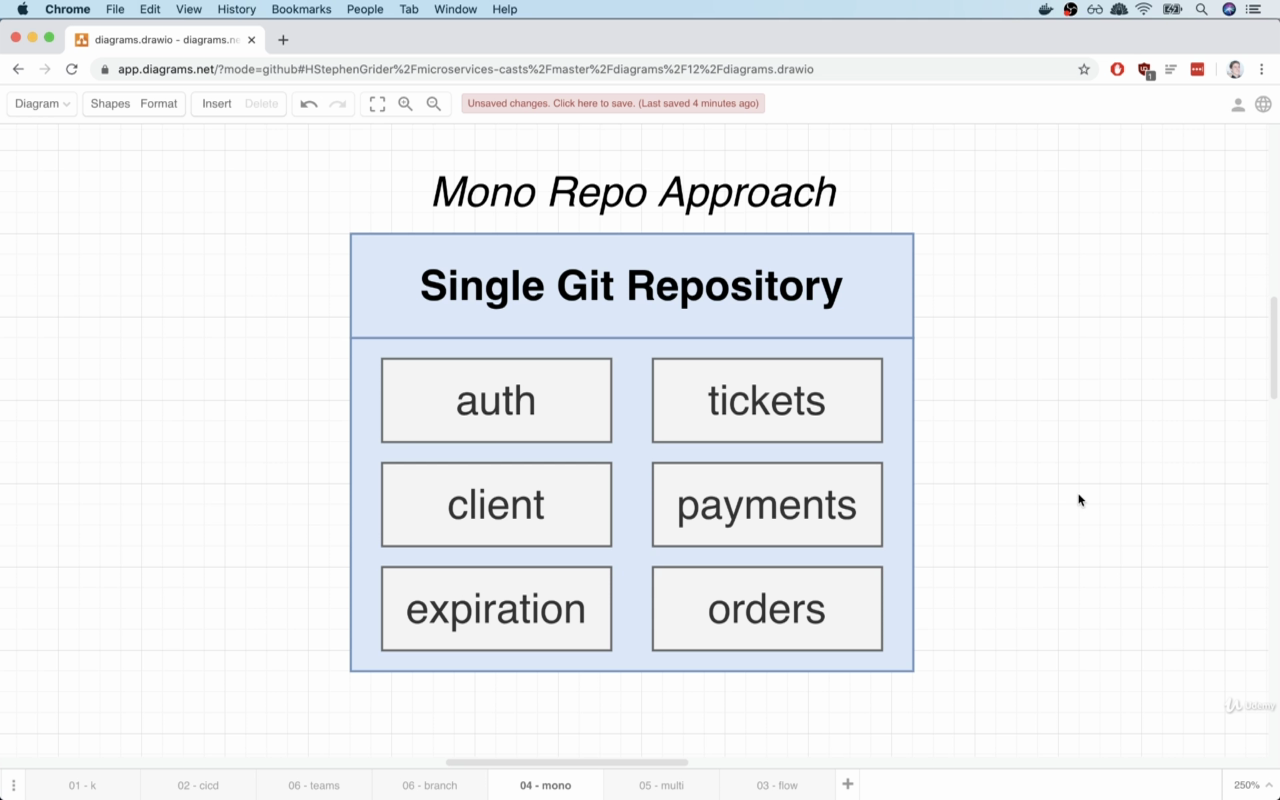 Chrome File Edit View History Bookmarks People Tab Window Help
diagrams.drawio - diagrams.ne
app.diagrams.net/?mode=github#HStephenGrider%2Fmicroservices-casts%2Fmaster%2Fdiagrams%2F12%2Fdiagrams.drawio
1
Diagram Shapes Format Insert Delete Unsaved changes. Click here to save. (Last saved 4 minutes ago)
Mono Repo Approach
Single Git Repository
auth tickets
client payments
expiration orders
Udemy
01 - k 02 - cicd 06 - teams 06 - branch 04 - mono 05 - multi 03 - flow 250%